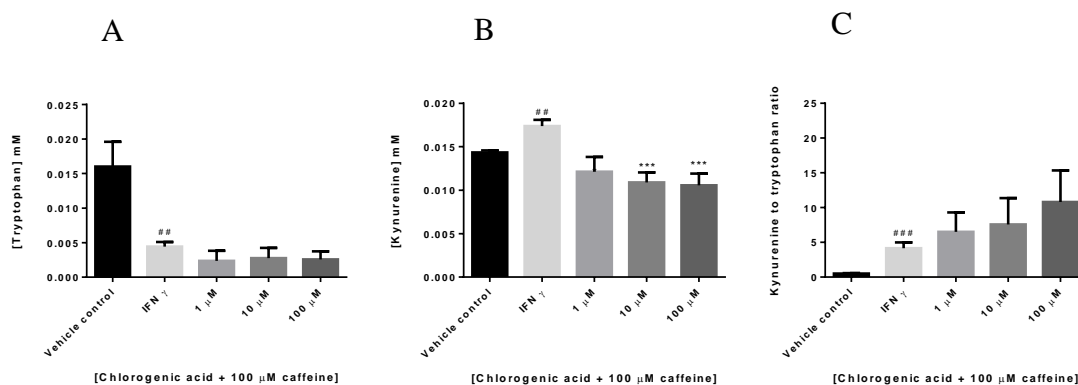 A
B
C
[Tryptophan] mM
0.025
0.020
0.015
0.010
0.005
0.000
##
Vehicle control
IFN γ
1 μM
10 μM
100 μM
[Chlorogenic acid + 100 μM caffeine]
[Kynurenine] mM
0.020
0.015
0.010
0.005
0.000
##
***
***
Vehicle control
IFN γ
1 μM
10 μM
100 μM
[Chlorogenic acid + 100 μM caffeine]
Kynurenine to tryptophan ratio
25
20
15
10
5
0
###
Vehicle control
IFN γ
1 μM
10 μM
100 μM
[Chlorogenic acid + 100 μM caffeine]